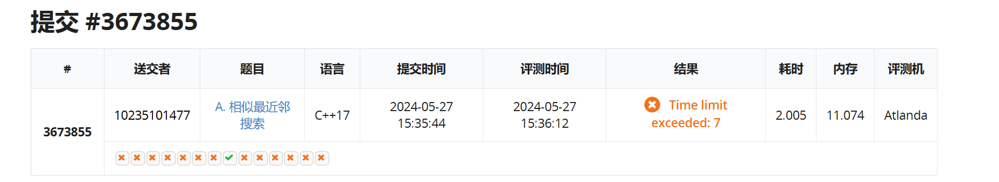 提交 #3673855
# 送交者 题目 语言 提交时间 评测时间 结果 耗时 内存 评测机
3673855 10235101477 A. 相似最近邻 C++17 2024-05-27 2024-05-27 Time limit 2.005 11.074 Atlanda
搜索 15:35:44 15:36:12 exceeded: 7